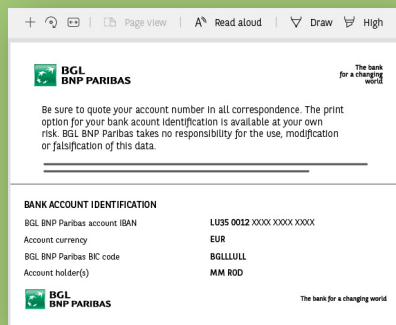 Page view
Read aloud
Draw
High
BGL
BNP PARIBAS
The bank
for a changing
world
Be sure to quote your account number in all correspondence. The print
option for your bank acount identification is available at your own
risk. BGL BNP Paribas takes no responsibility for the use, modification
or falsification of this data.
BANK ACCOUNT IDENTIFICATION
BGL BNP Paribas account IBAN LU35 0012 XXXX XXXX XXXX
Account currency EUR
BGL BNP Paribas BIC code BGLLLULL
Account holder(s) MM ROD
BGL
BNP PARIBAS
The bank for a changing world